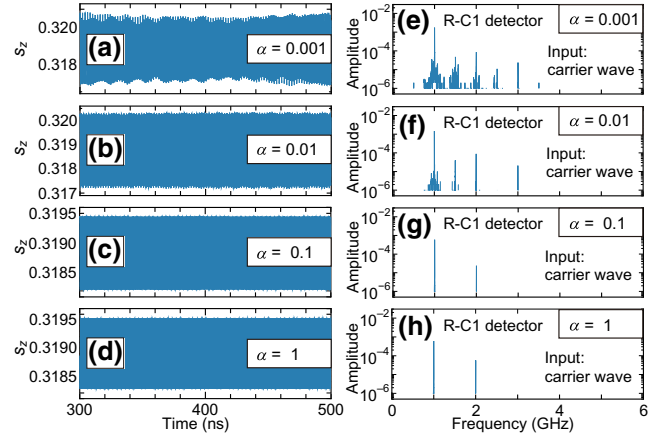 s_z
0.320
0.318
(a)
α = 0.001
s_z
0.320
0.319
0.318
0.317
(b)
α = 0.01
s_z
0.3195
0.3190
0.3185
(c)
α = 0.1
s_z
0.3195
0.3190
0.3185
(d)
α = 1
300
400
500
Time (ns)
Amplitude
10⁻²
10⁻⁴
10⁻⁶
(e)
R-C1 detector
α = 0.001
Input:
carrier wave
Amplitude
10⁻²
10⁻⁴
10⁻⁶
(f)
R-C1 detector
α = 0.01
Input:
carrier wave
Amplitude
10⁻²
10⁻⁴
10⁻⁶
(g)
R-C1 detector
α = 0.1
Input:
carrier wave
Amplitude
10⁻²
10⁻⁴
10⁻⁶
(h)
R-C1 detector
α = 1
Input:
carrier wave
0
2
4
6
Frequency (GHz)